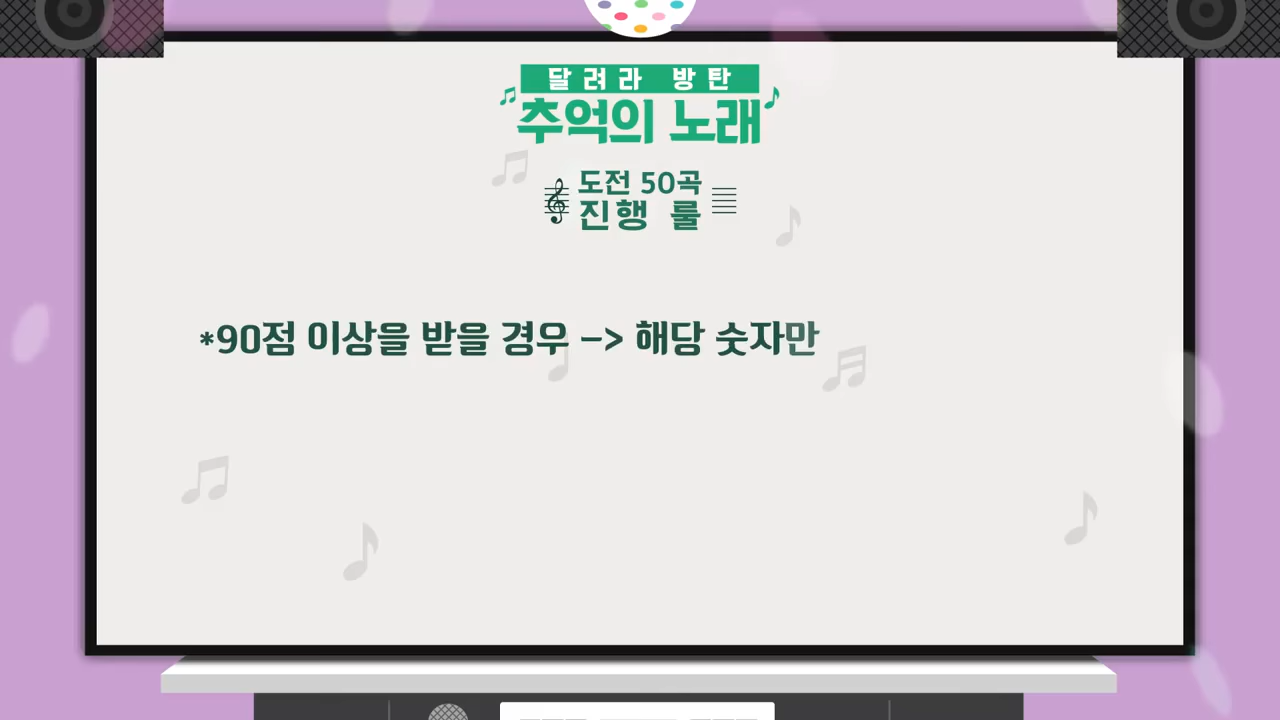 달려라 방탄
추억의 노래
도전 50곡
진행 룰
*90점 이상을 받을 경우 -> 해당 숫자만